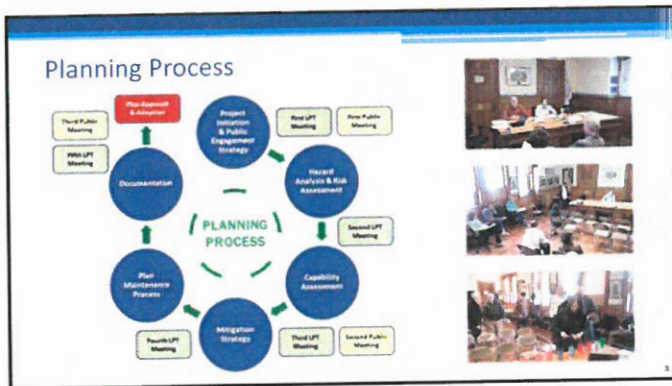 Planning Process
Plan Approval
& Adoption
Third Public
Meeting
Fifth LPT
Meeting
Project
Initiation
& Public
Engagement
Strategy
First LPT
Meeting
First Public
Meeting
Documentation
Hazard
Analysis & Risk
Assessment
PLANNING
PROCESS
Second LPT
Meeting
Plan
Maintenance
Process
Capability
Assessment
Mitigation
Strategy
Fourth LPT
Meeting
Third LPT
Meeting
Second Public
Meeting